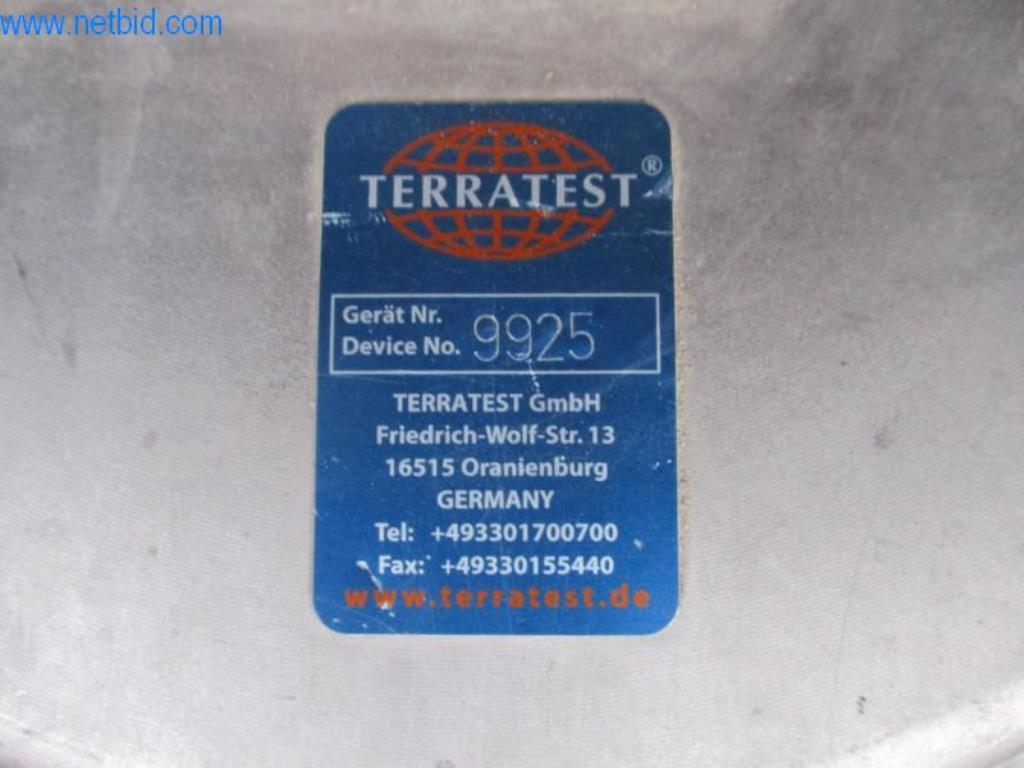 www.netbid.com
TERRATEST®
Gerät Nr.
Device No. 9925
TERRATEST GmbH
Friedrich-Wolf-Str. 13
16515 Oranienburg
GERMANY
Tel: +493301700700
Fax: +49330155440
www.terratest.de